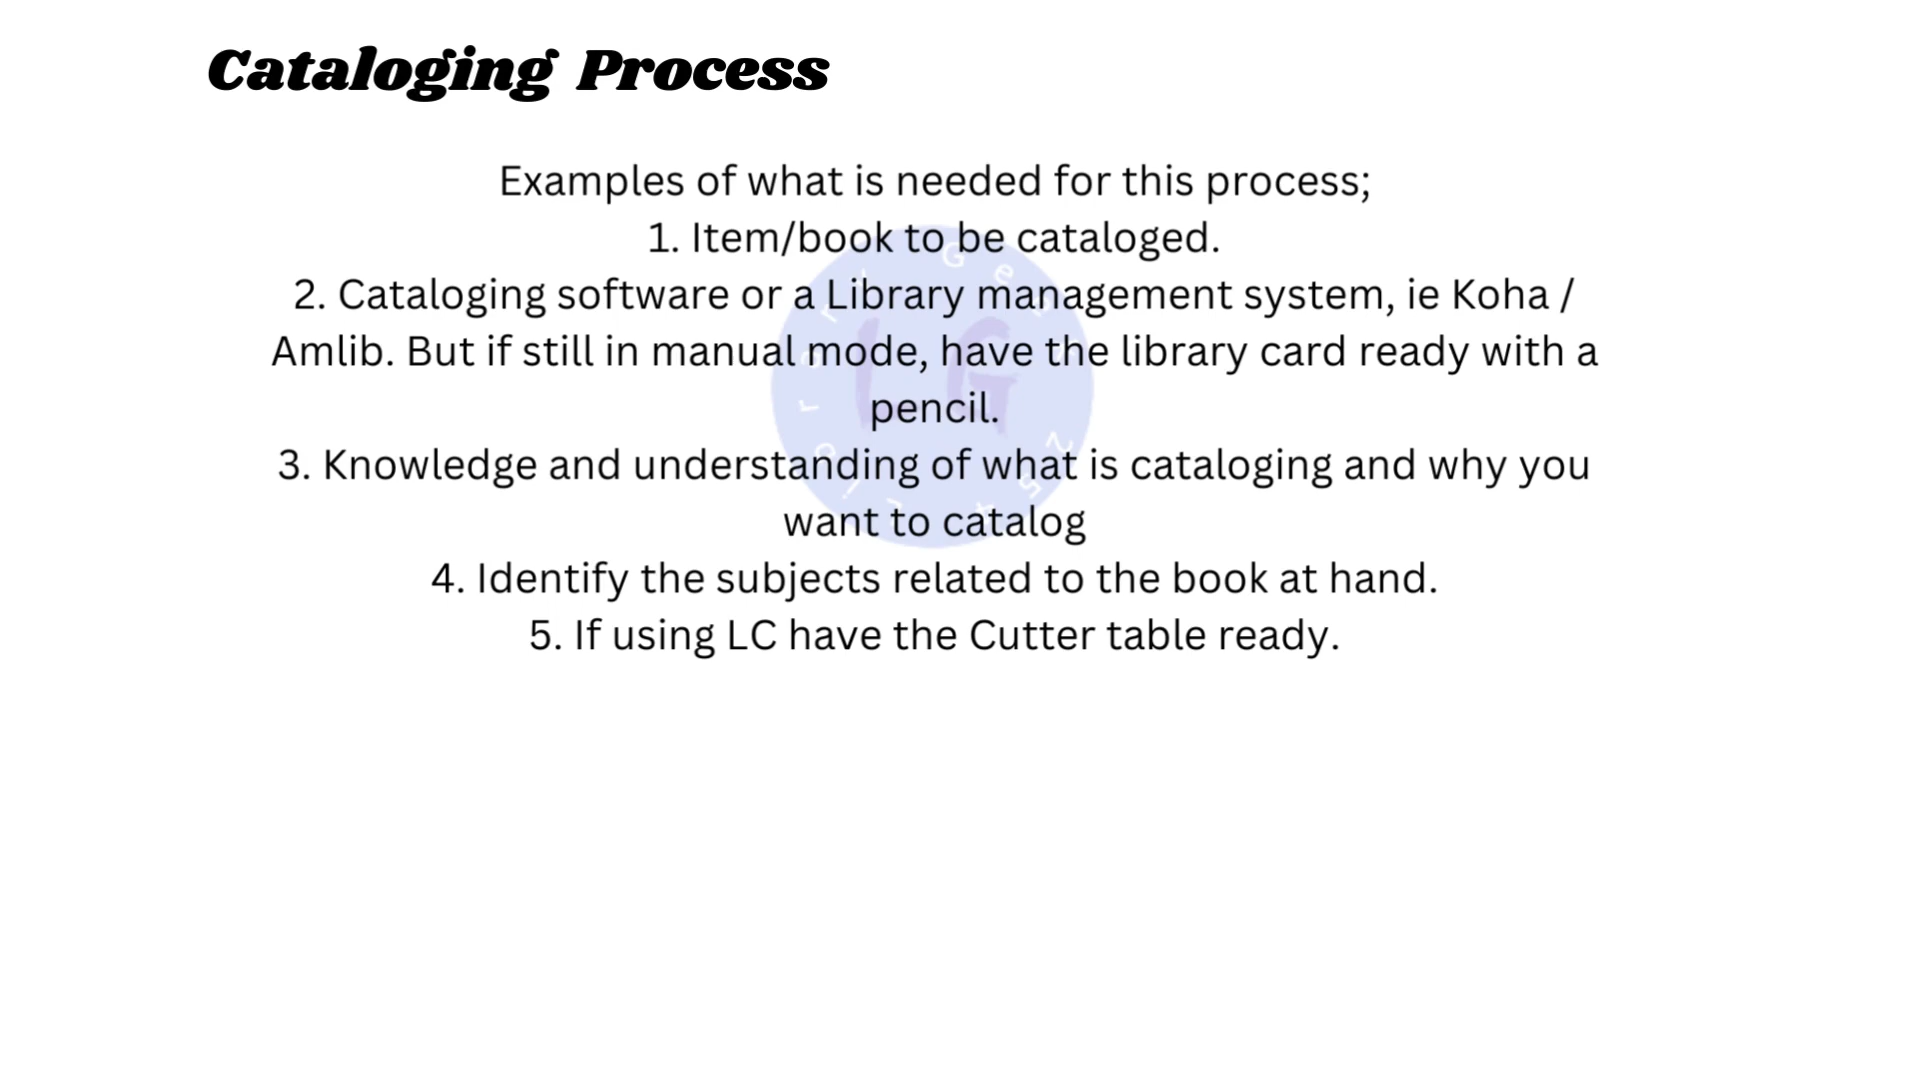 Cataloging Process
Examples of what is needed for this process;
1. Item/book to be cataloged.
2. Cataloging software or a Library management system, ie Koha /
Amlib. But if still in manual mode, have the library card ready with a
pencil.
3. Knowledge and understanding of what is cataloging and why you
want to catalog
4. Identify the subjects related to the book at hand.
5. If using LC have the Cutter table ready.